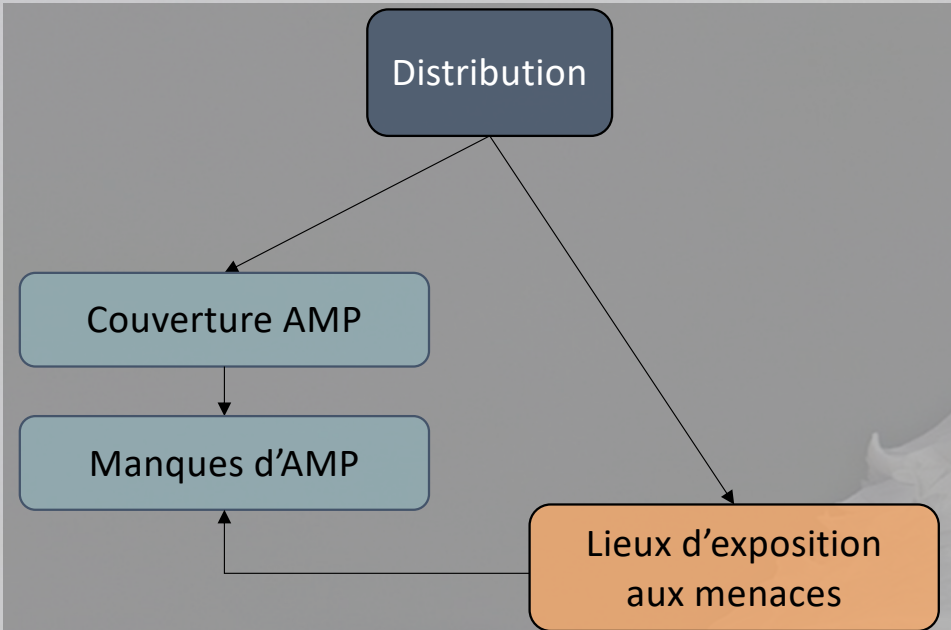 Distribution
Couverture AMP
Manques d’AMP
Lieux d’exposition
aux menaces